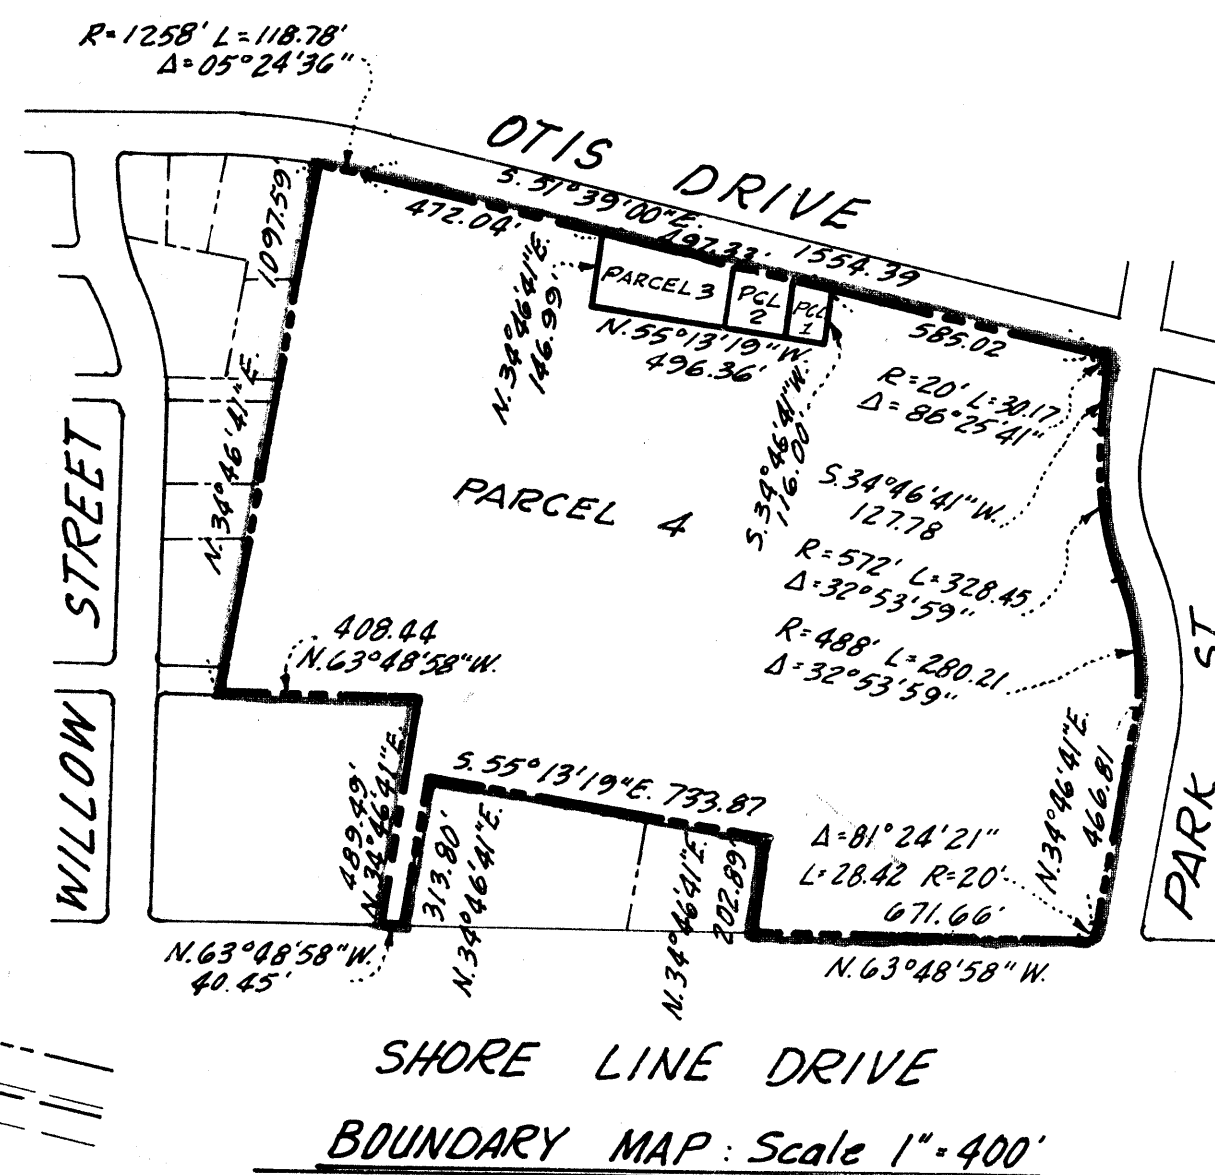 R=1258' L=118.78'
Δ=05°24'36"
OTIS DRIVE
S. 51°39'00"E. 1554.39
472.04'
497.33
585.02
1097.59'
N.34°46'41"E.
N.34°46'41"E.
146.99'
PARCEL 3
PCL
2
PCL
1
N.55°13'19"W.
496.36'
S.34°46'41"W.
116.00'
R=20' L=30.17
Δ=86°25'41"
S.34°46'41"W.
127.78
R=572' L=328.45
Δ=32°53'59"
R=488' L=280.21
Δ=32°53'59"
PARCEL 4
WILLOW STREET
408.44
N.63°48'58"W.
489.49'
N.34°46'41"E.
S. 55°13'19"E. 733.87
313.80'
N.34°46'41"E.
N.34°46'41"E.
202.89'
Δ=81°24'21"
L=28.42 R=20'
671.66'
N.63°48'58"W.
N.34°46'41"E.
466.81
PARK ST
N.63°48'58"W.
40.45'
SHORE LINE DRIVE
BOUNDARY MAP: Scale 1"=400'